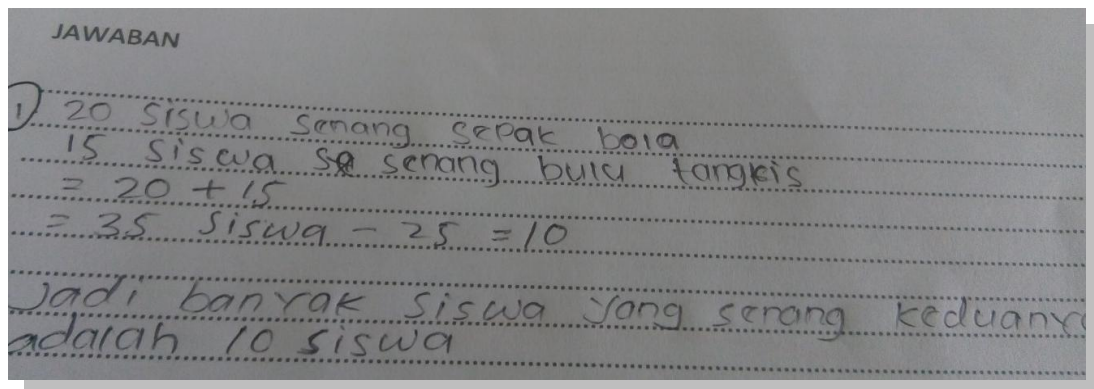 JAWABAN
1) 20 siswa senang sepak bola
15 siswa se senang bulu tangkis
= 20 + 15
= 35 siswa - 25 = 10
Jadi banyak siswa yang senang keduanya
adalah 10 siswa